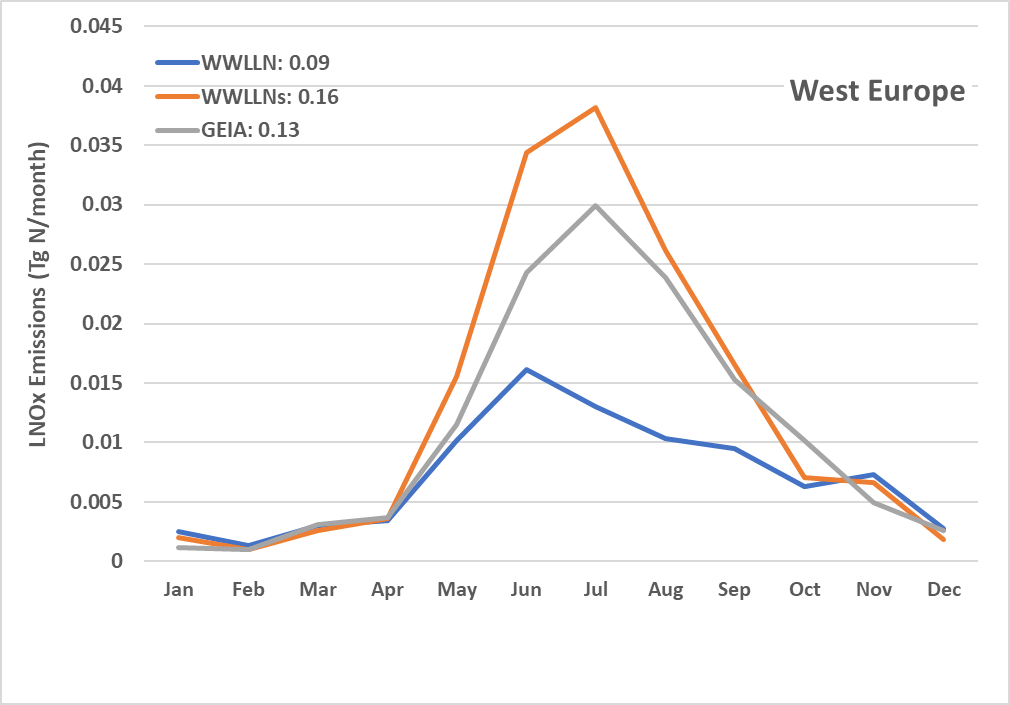 0.045
WWLLN: 0.09
0.04
West Europe
WWLLNs: 0.16
GEIA: 0.13
0.035
0.03
0.025
0.02
0.015
0.01
0.005
0
LNOx Emissions (Tg N/month)
Jan Feb Mar Apr May Jun Jul Aug Sep Oct Nov Dec